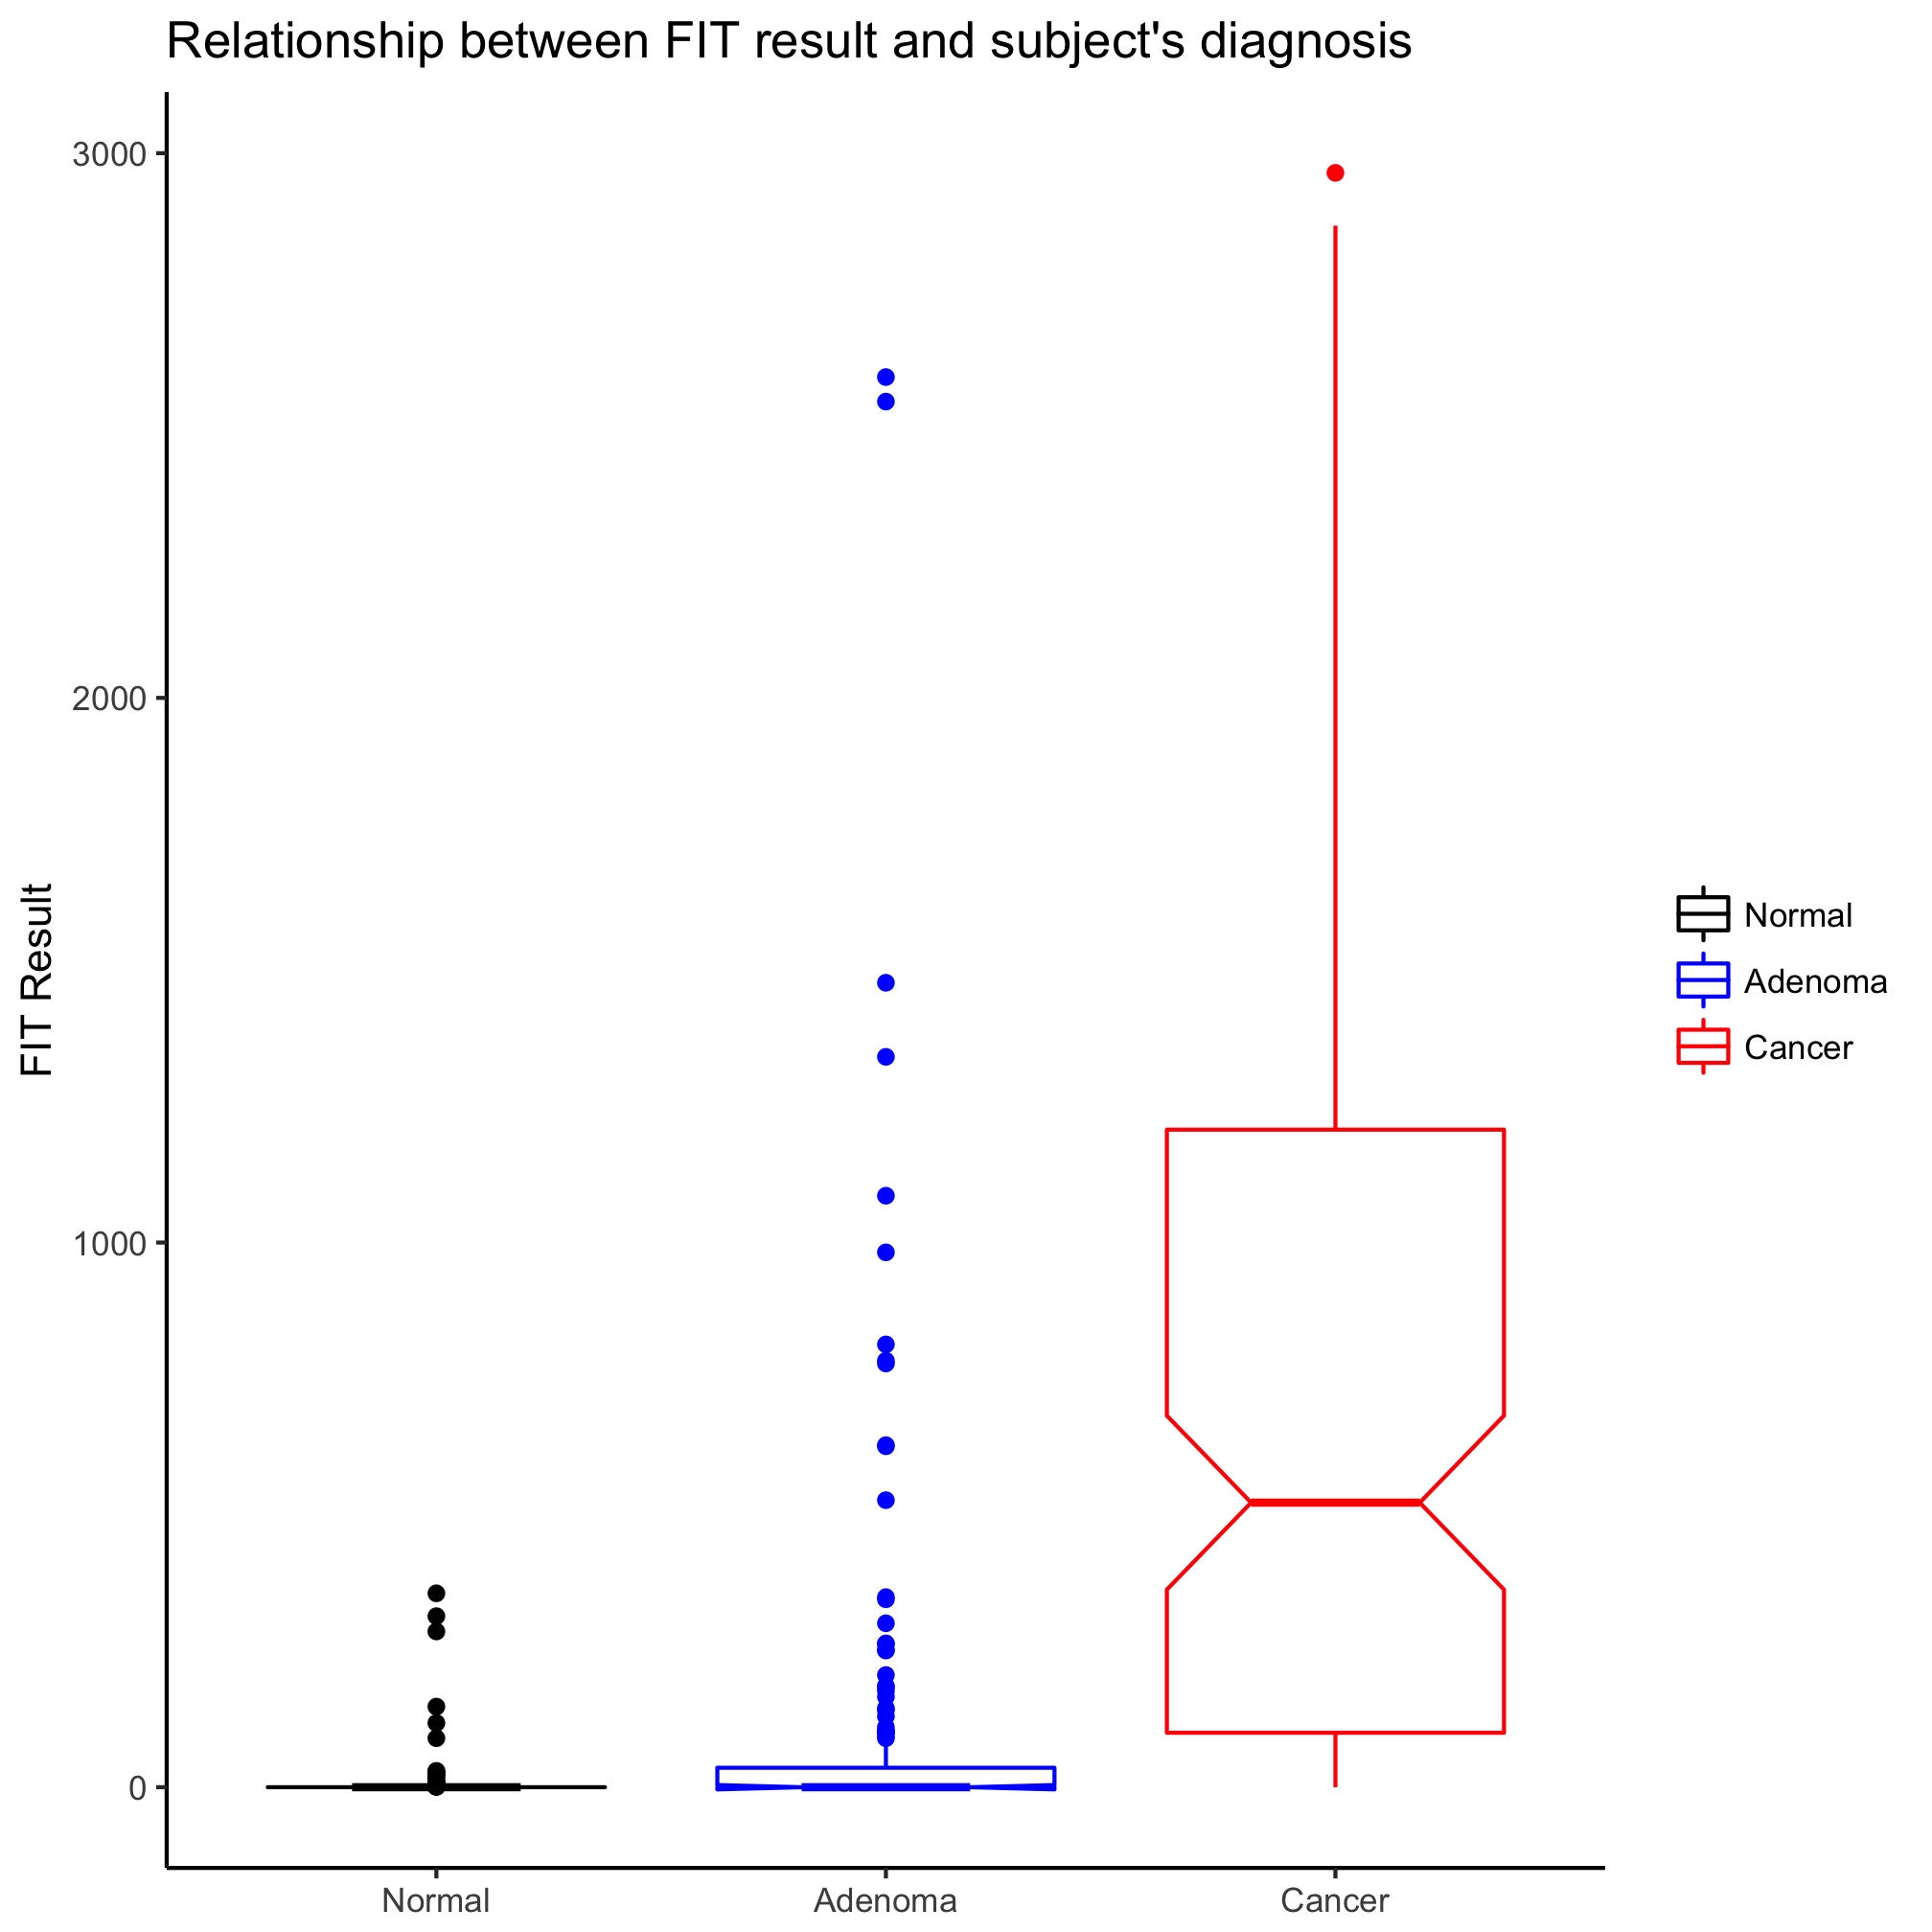 Relationship between FIT result and subject's diagnosis
FIT Result
3000
2000
1000
0
Normal
Adenoma
Cancer
Normal
Adenoma
Cancer